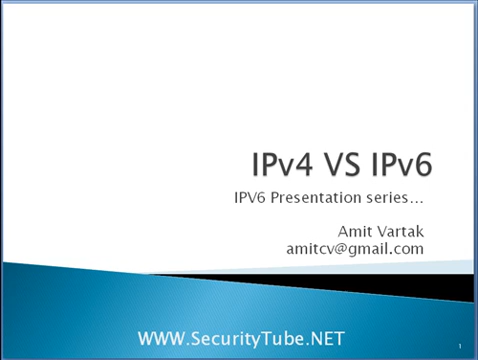 IPv4 VS IPv6
IPV6 Presentation series...
Amit Vartak
amitcv@gmail.com
WWW.SecurityTube.NET
1